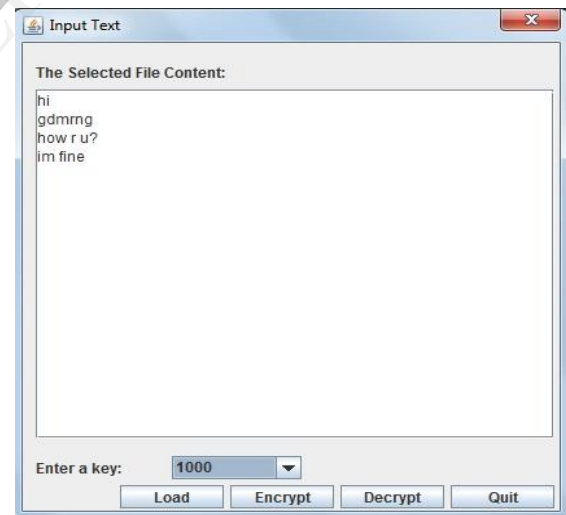 Input Text
The Selected File Content:
hi
gdmrng
how r u?
im fine
Enter a key: 1000
Load Encrypt Decrypt Quit